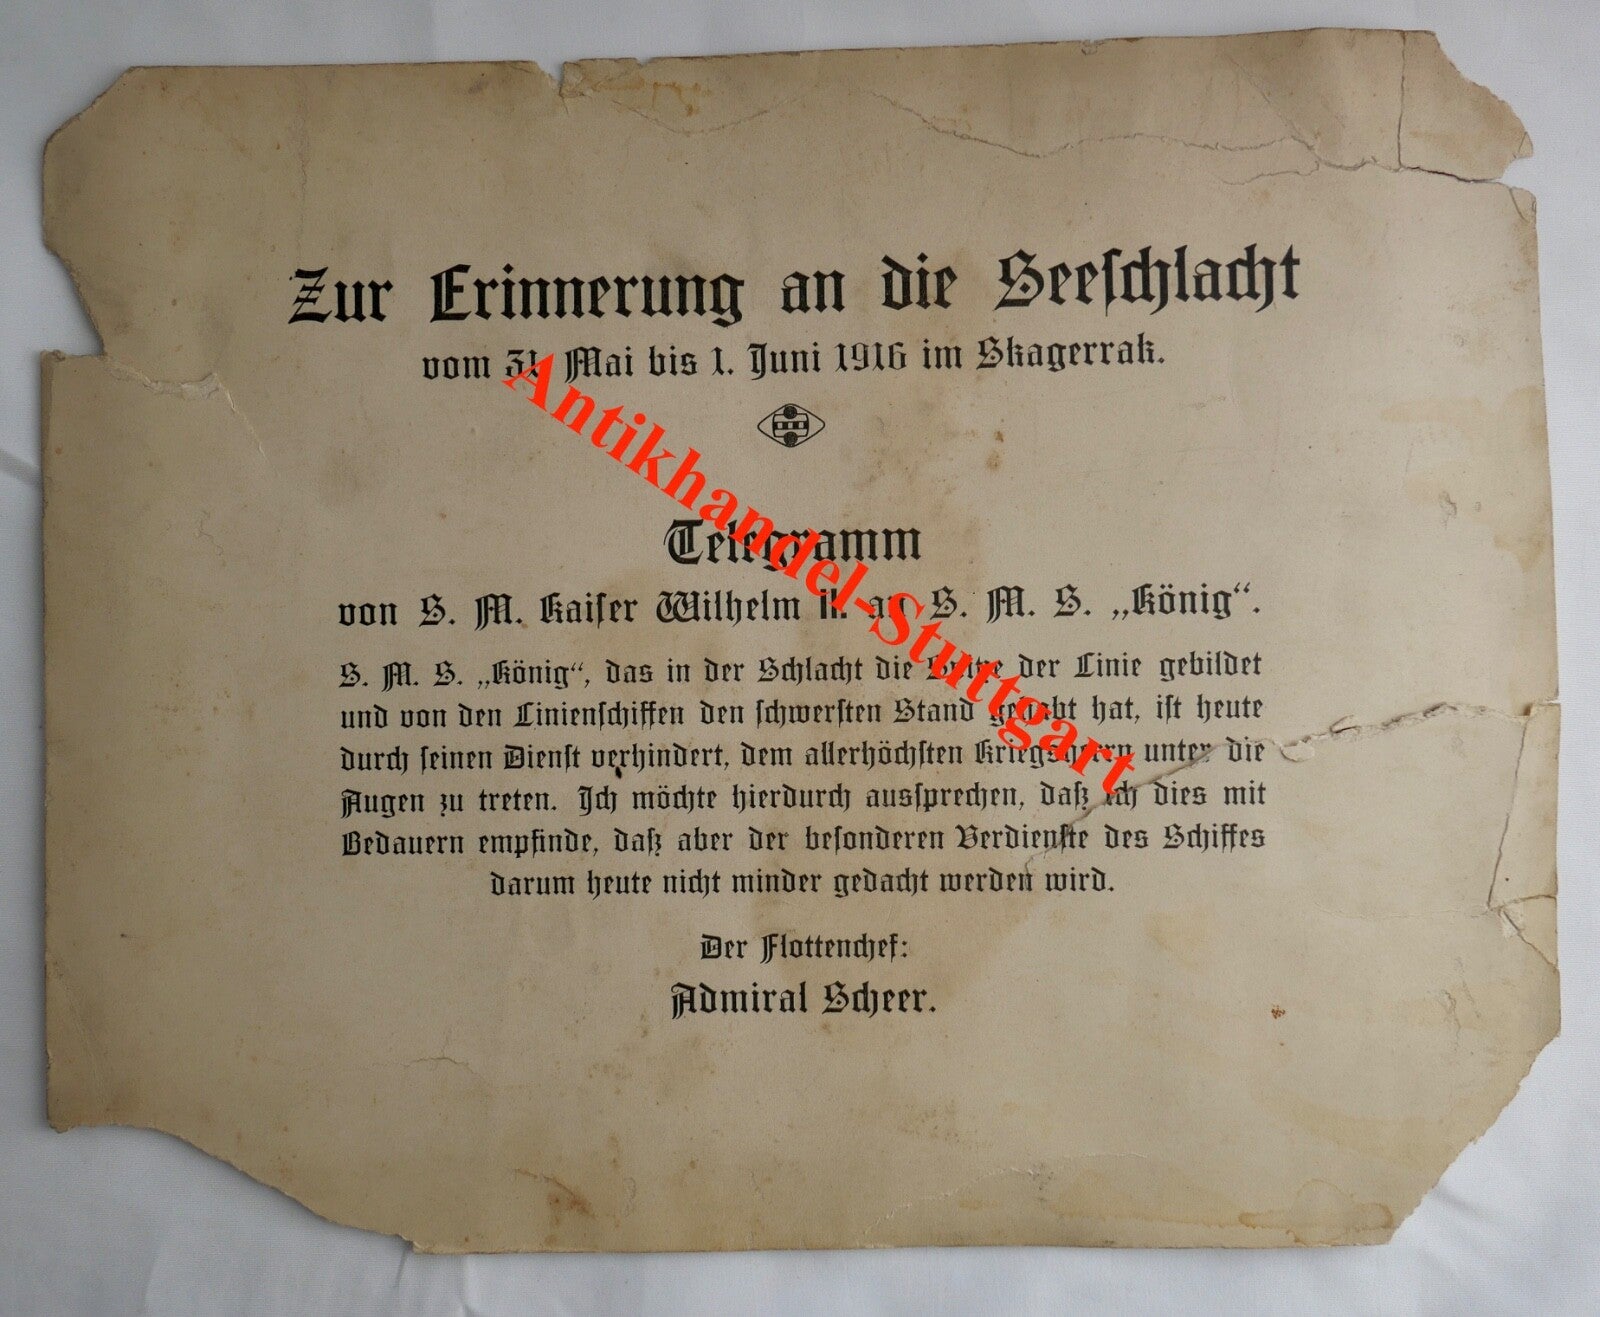 Zur Erinnerung an die Seeschlacht
vom 31. Mai bis 1. Juni 1916 im Skagerrak.
Telegramm
von S. M. Kaiser Wilhelm II. an S. M. S. „König“.
S. M. S. „König“, das in der Schlacht die Spitze der Linie gebildet
und von den Linienschiffen den schwersten Stand gehabt hat, ist heute
durch seinen Dienst verhindert, dem allerhöchsten Kriegsherrn unter die
Augen zu treten. Ich möchte hierdurch aussprechen, daß ich dies mit
Bedauern empfinde, daß aber der besonderen Verdienste des Schiffes
darum heute nicht minder gedacht werden wird.
Der Flottenchef:
Admiral Scheer.
Antikhandel-Stuttgart